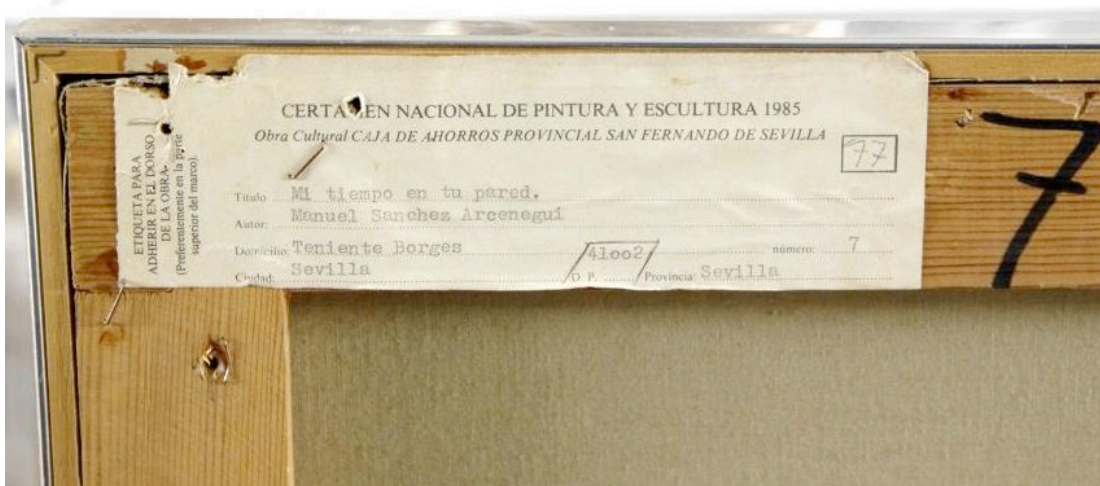 CERTAMEN NACIONAL DE PINTURA Y ESCULTURA 1985
Obra Cultural CAJA DE AHORROS PROVINCIAL SAN FERNANDO DE SEVILLA
77
Título Mi tiempo en tu pared.
Autor: Manuel Sanchez Arcenegui
Domicilio: Teniente Borges número: 7
41002
Ciudad: Sevilla D. P. Provincia: Sevilla
ETIQUETA PARA
ADHERIR EN EL DORSO
DE LA OBRA.
(Preferentemente en la parte
superior del marco).
7